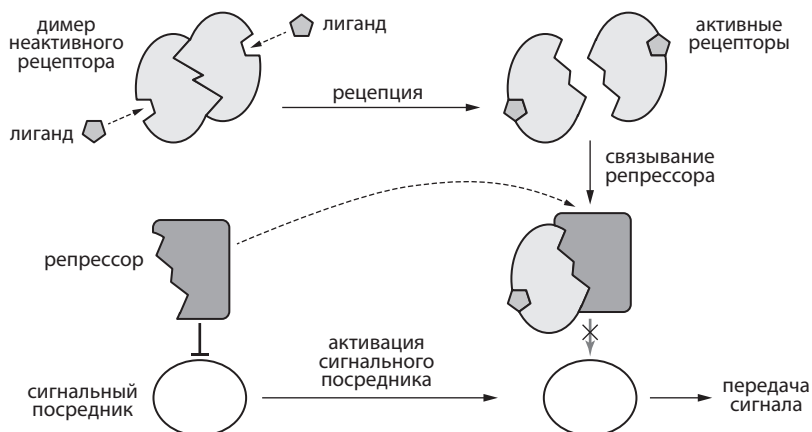 димер
неактивного
рецептора
лиганд
лиганд
рецепция
активные
рецепторы
связывание
репрессора
репрессор
сигнальный
посредник
активация
сигнального
посредника
передача
сигнала